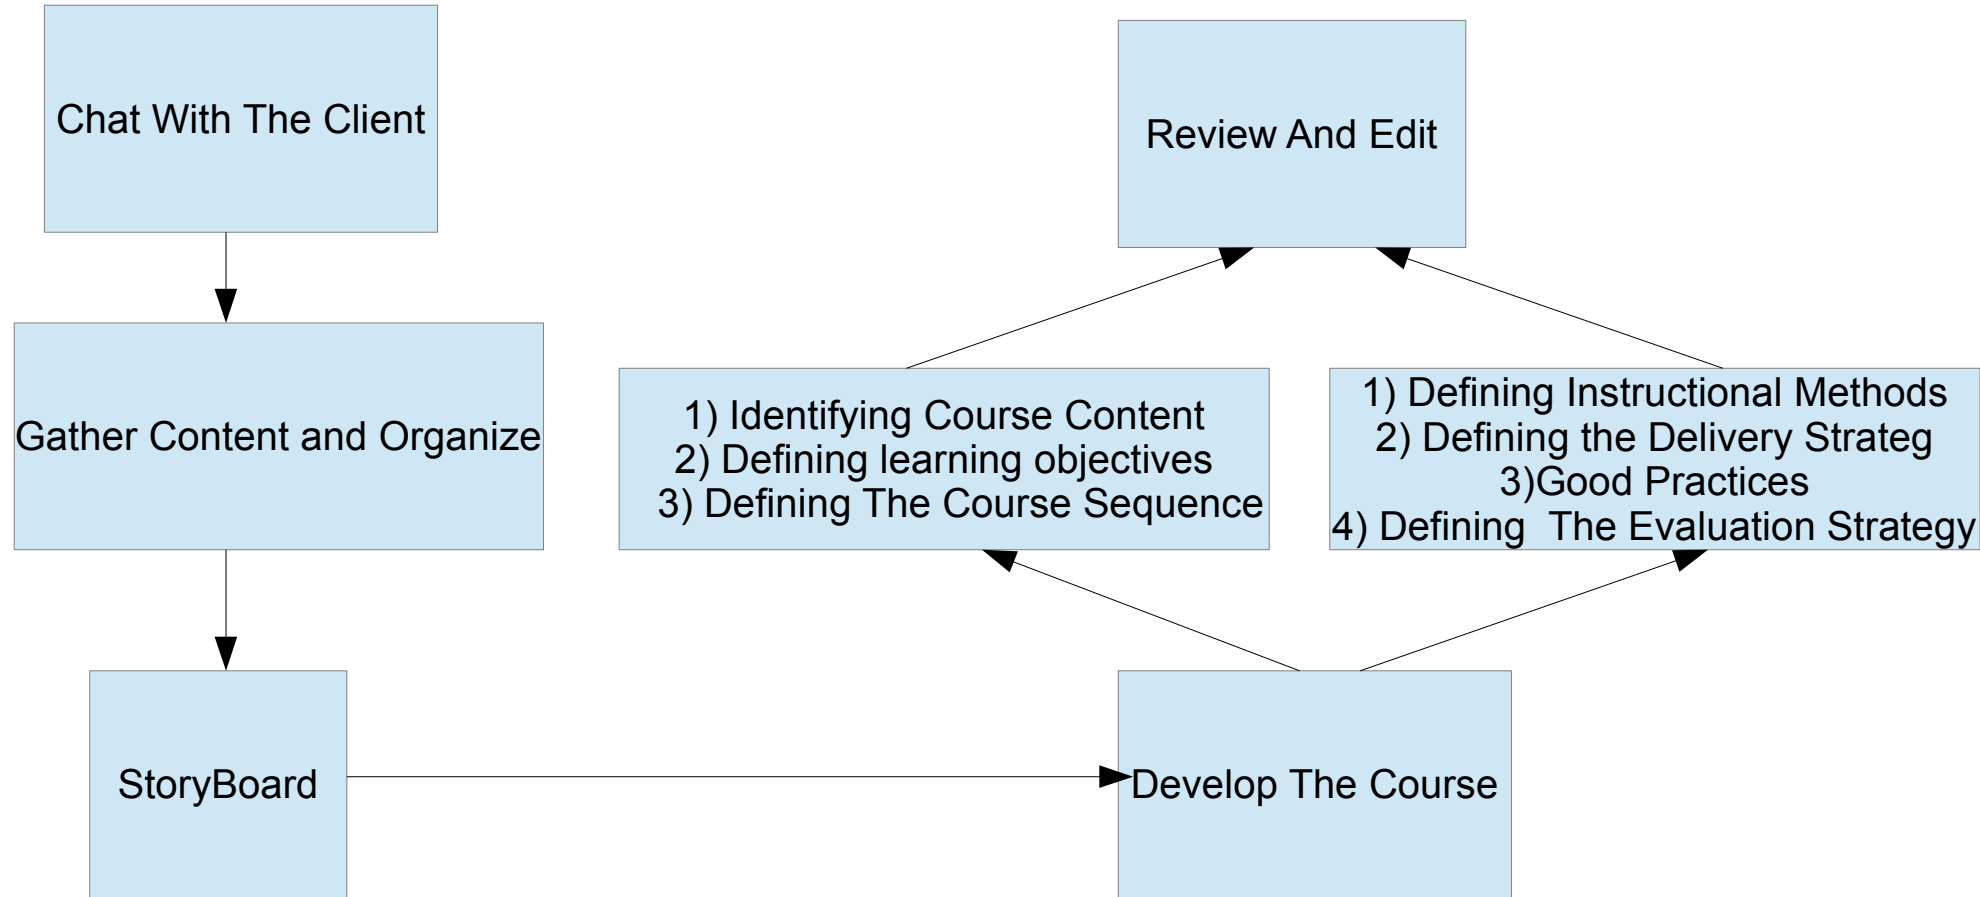 Chat With The Client
Gather Content and Organize
StoryBoard
Develop The Course
1) Identifying Course Content
2) Defining learning objectives
3) Defining The Course Sequence
1) Defining Instructional Methods
2) Defining the Delivery Strateg
3)Good Practices
4) Defining  The Evaluation Strategy
Review And Edit